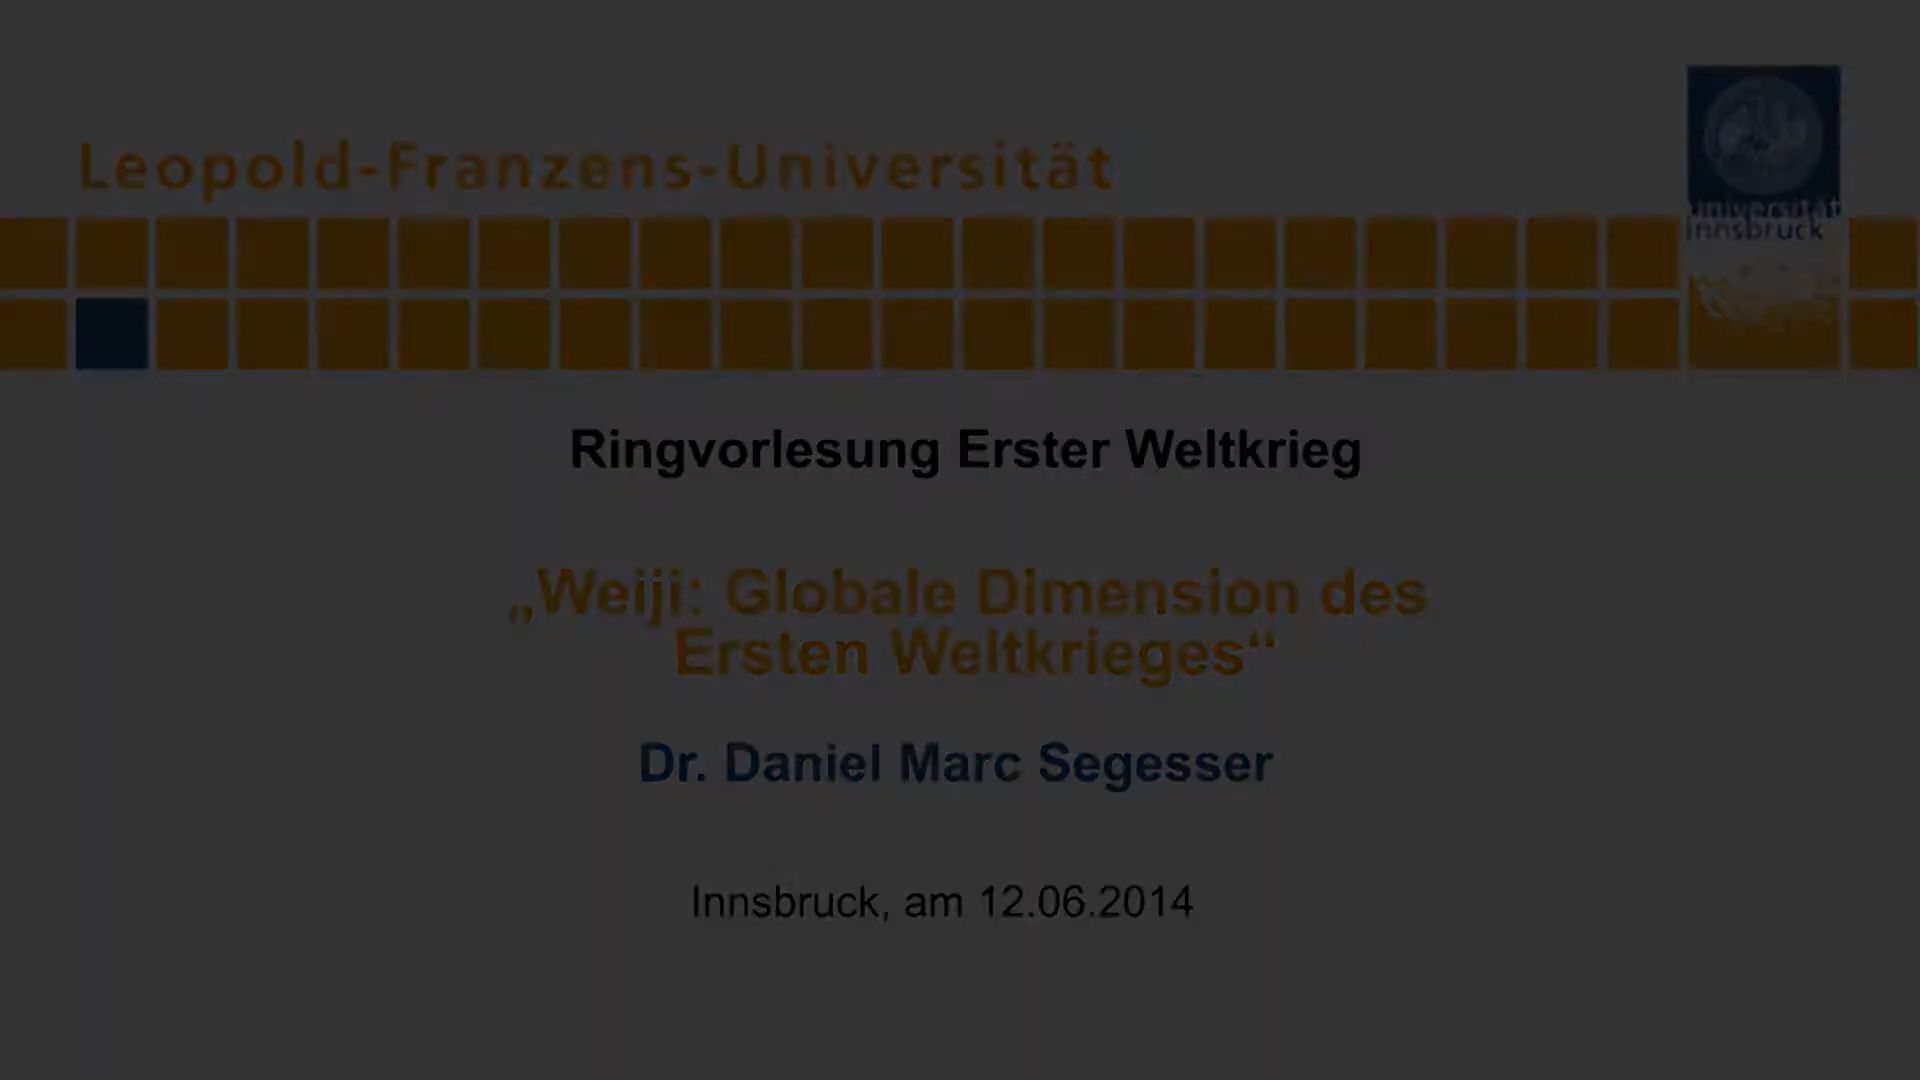 Leopold-Franzens-Universität
universität
innsbruck
Ringvorlesung Erster Weltkrieg
„Weiji: Globale Dimension des
Ersten Weltkrieges“
Dr. Daniel Marc Segesser
Innsbruck, am 12.06.2014